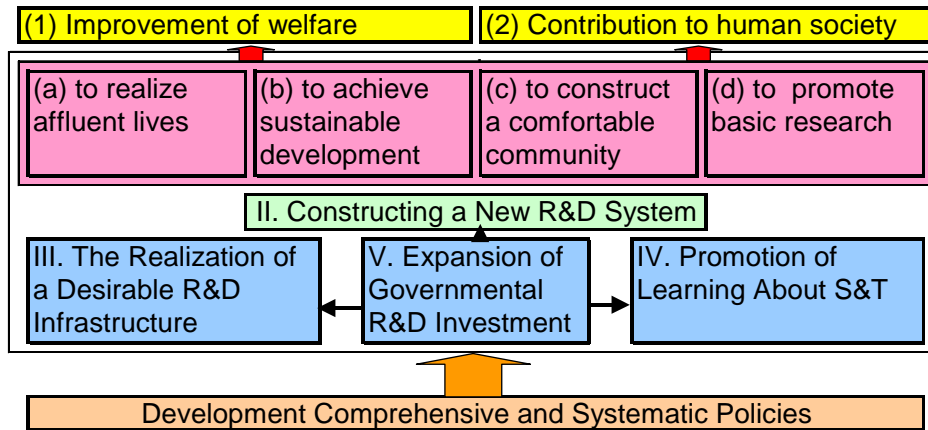 (1) Improvement of welfare
(2) Contribution to human society
(a) to realize
affluent lives
(b) to achieve
sustainable
development
(c) to construct
a comfortable
community
(d) to promote
basic research
II. Constructing a New R&D System
III. The Realization of
a Desirable R&D
Infrastructure
V. Expansion of
Governmental
R&D Investment
IV. Promotion of
Learning About S&T
Development Comprehensive and Systematic Policies